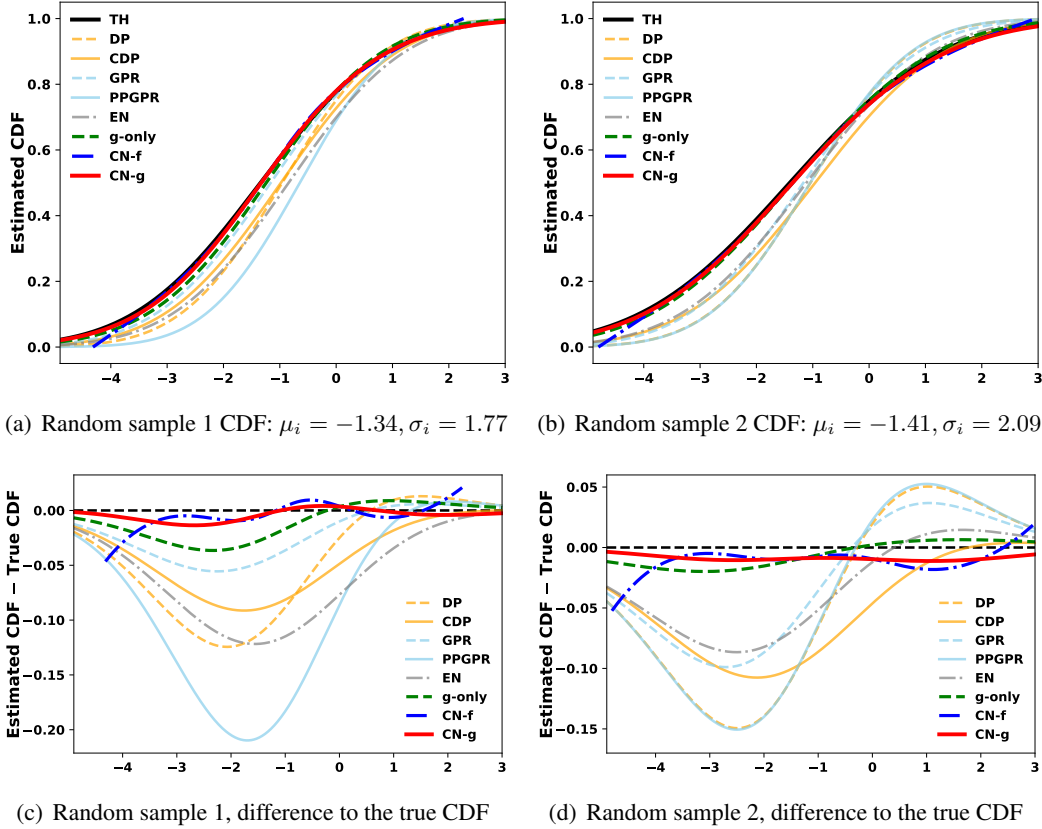 Estimated CDF
1.0
0.8
0.6
0.4
0.2
0.0
TH
DP
CDP
GPR
PPGPR
EN
g-only
CN-f
CN-g
−4 −3 −2 −1 0 1 2 3
(a) Random sample 1 CDF: μi = −1.34, σi = 1.77
Estimated CDF
1.0
0.8
0.6
0.4
0.2
0.0
TH
DP
CDP
GPR
PPGPR
EN
g-only
CN-f
CN-g
−4 −3 −2 −1 0 1 2 3
(b) Random sample 2 CDF: μi = −1.41, σi = 2.09
Estimated CDF − True CDF
0.00
−0.05
−0.10
−0.15
−0.20
DP
CDP
GPR
PPGPR
EN
g-only
CN-f
CN-g
−4 −3 −2 −1 0 1 2 3
(c) Random sample 1, difference to the true CDF
Estimated CDF − True CDF
0.05
0.00
−0.05
−0.10
−0.15
DP
CDP
GPR
PPGPR
EN
g-only
CN-f
CN-g
−4 −3 −2 −1 0 1 2 3
(d) Random sample 2, difference to the true CDF